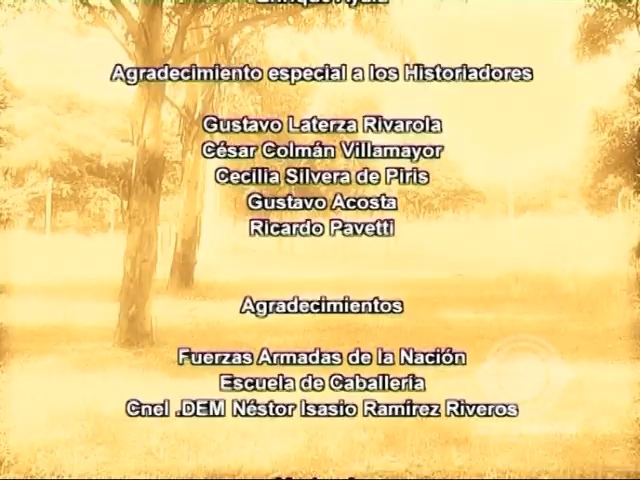 Agradecimiento especial a los Historiadores
Gustavo Laterza Rivarola
César Colmán Villamayor
Cecilia Silvera de Piris
Gustavo Acosta
Ricardo Pavetti
Agradecimientos
Fuerzas Armadas de la Nación
Escuela de Caballería
Cnel .DEM Néstor Isasio Ramírez Riveros